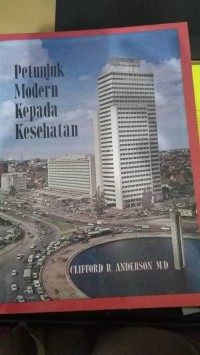 Petunjuk
Modern
Kepada
Kesehatan
CLIFFORD R. ANDERSON MD